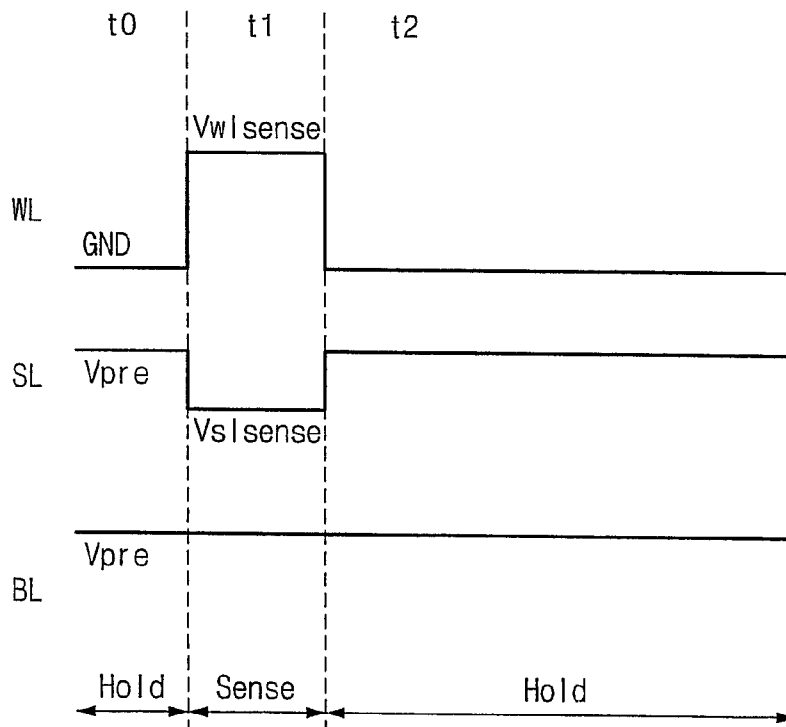 t0 t1 t2
Vwlsense
WL
GND
SL
Vpre
Vslsense
Vpre
BL
Hold Sense Hold